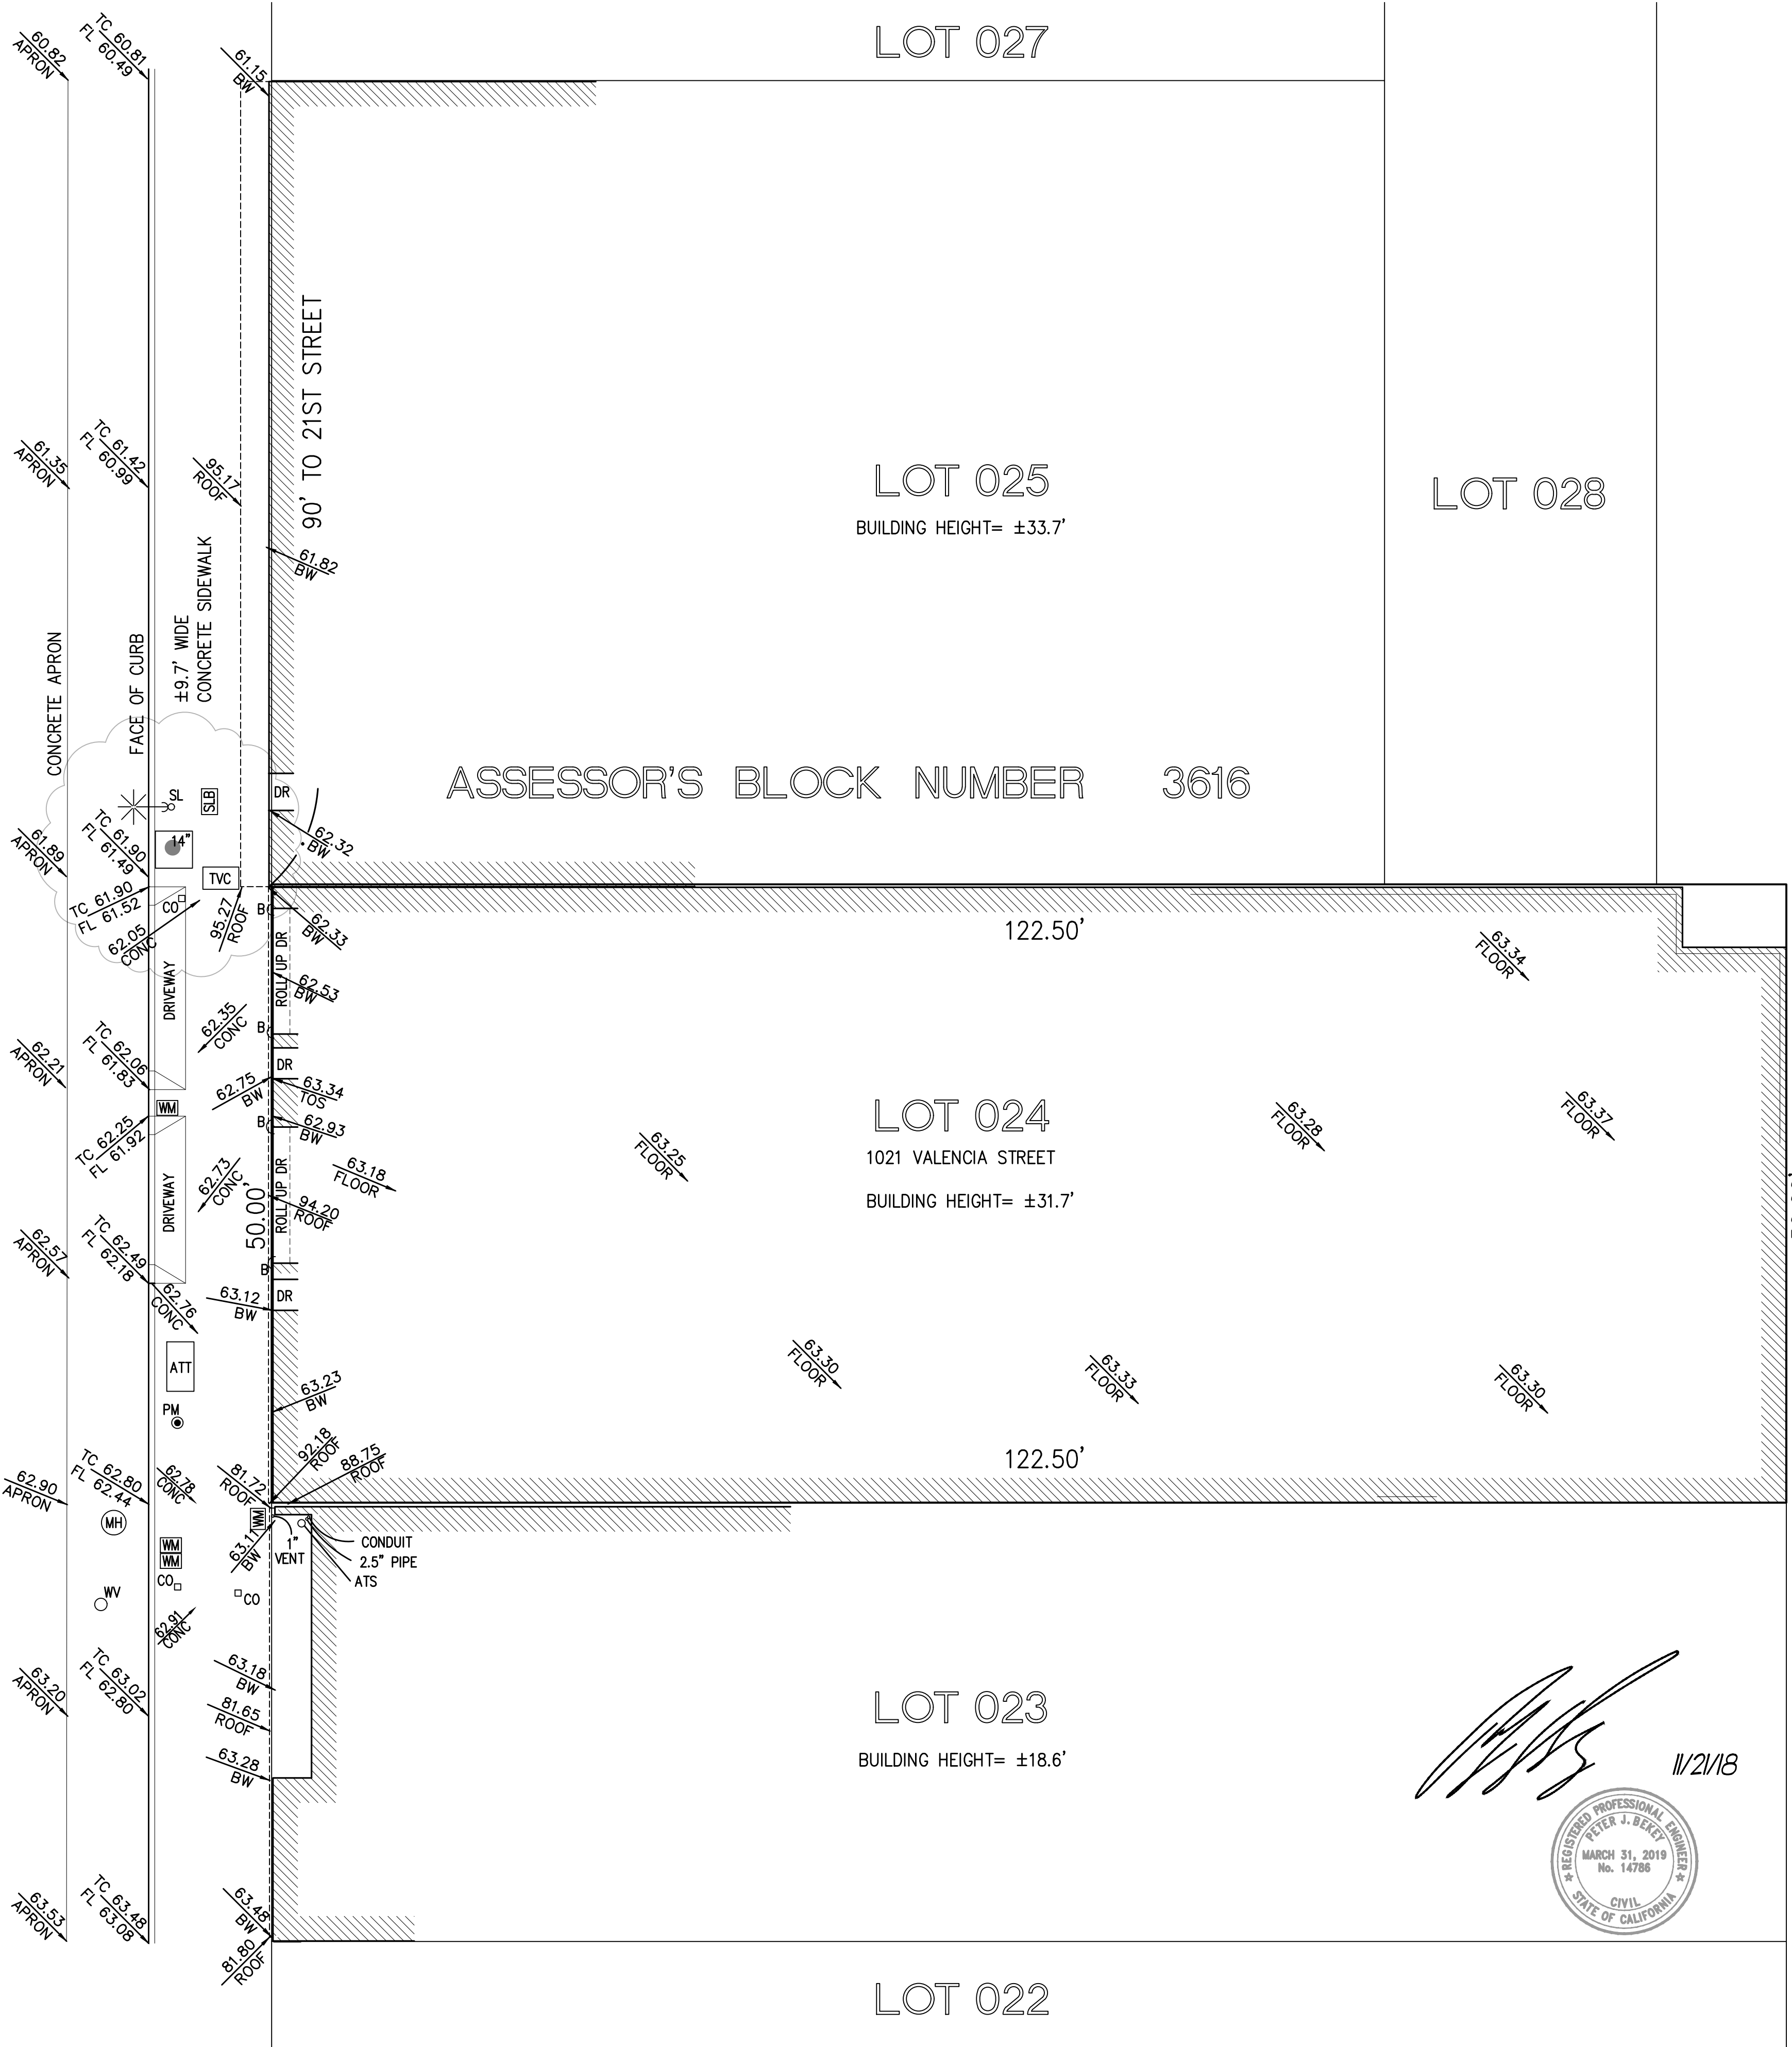 LOT 027
60.82
APRON
TC 60.81
FL 60.49
61.15
BW
90' TO 21ST STREET
61.35
APRON
TC 61.42
FL 60.99
95.17
ROOF
LOT 025
BUILDING HEIGHT= ±33.7'
LOT 028
61.82
BW
CONCRETE APRON
FACE OF CURB
±9.7' WIDE
CONCRETE SIDEWALK
ASSESSOR'S BLOCK NUMBER 3616
SL
SLB
DR
14"
62.32
BW
61.89
APRON
TC 61.90
FL 61.49
TVC
TC 61.90
FL 61.52
CO
62.05
CONC
95.27
ROOF
B
62.33
BW
122.50'
63.34
FLOOR
DRIVEWAY
ROLL UP DR
62.53
BW
62.35
CONC
B
62.21
APRON
TC 62.06
FL 61.83
DR
62.75
BW
63.34
TOS
WM
LOT 024
1021 VALENCIA STREET
BUILDING HEIGHT= ±31.7'
63.28
FLOOR
63.37
FLOOR
TC 62.25
FL 61.92
B
62.93
BW
63.25
FLOOR
62.73
CONC
63.18
FLOOR
DRIVEWAY
50.00'
ROLL UP DR
94.20
ROOF
62.57
APRON
TC 62.49
FL 62.18
B
62.76
CONC
63.12
BW
DR
ATT
63.30
FLOOR
63.33
FLOOR
63.30
FLOOR
63.23
BW
PM
92.18
ROOF
88.75
ROOF
122.50'
62.90
APRON
TC 62.80
FL 62.44
62.78
CONC
81.72
ROOF
MH
WM
63.11
BW
1"
VENT
CONDUIT
2.5" PIPE
ATS
WM
WM
CO
WV
CO
62.91
CONC
63.20
APRON
TC 63.02
FL 62.80
63.18
BW
81.65
ROOF
63.28
BW
LOT 023
BUILDING HEIGHT= ±18.6'
11/21/18
REGISTERED PROFESSIONAL ENGINEER
PETER J. BEKEY
MARCH 31, 2019
No. 14786
CIVIL
STATE OF CALIFORNIA
63.53
APRON
TC 63.48
FL 63.08
63.48
BW
81.80
ROOF
LOT 022